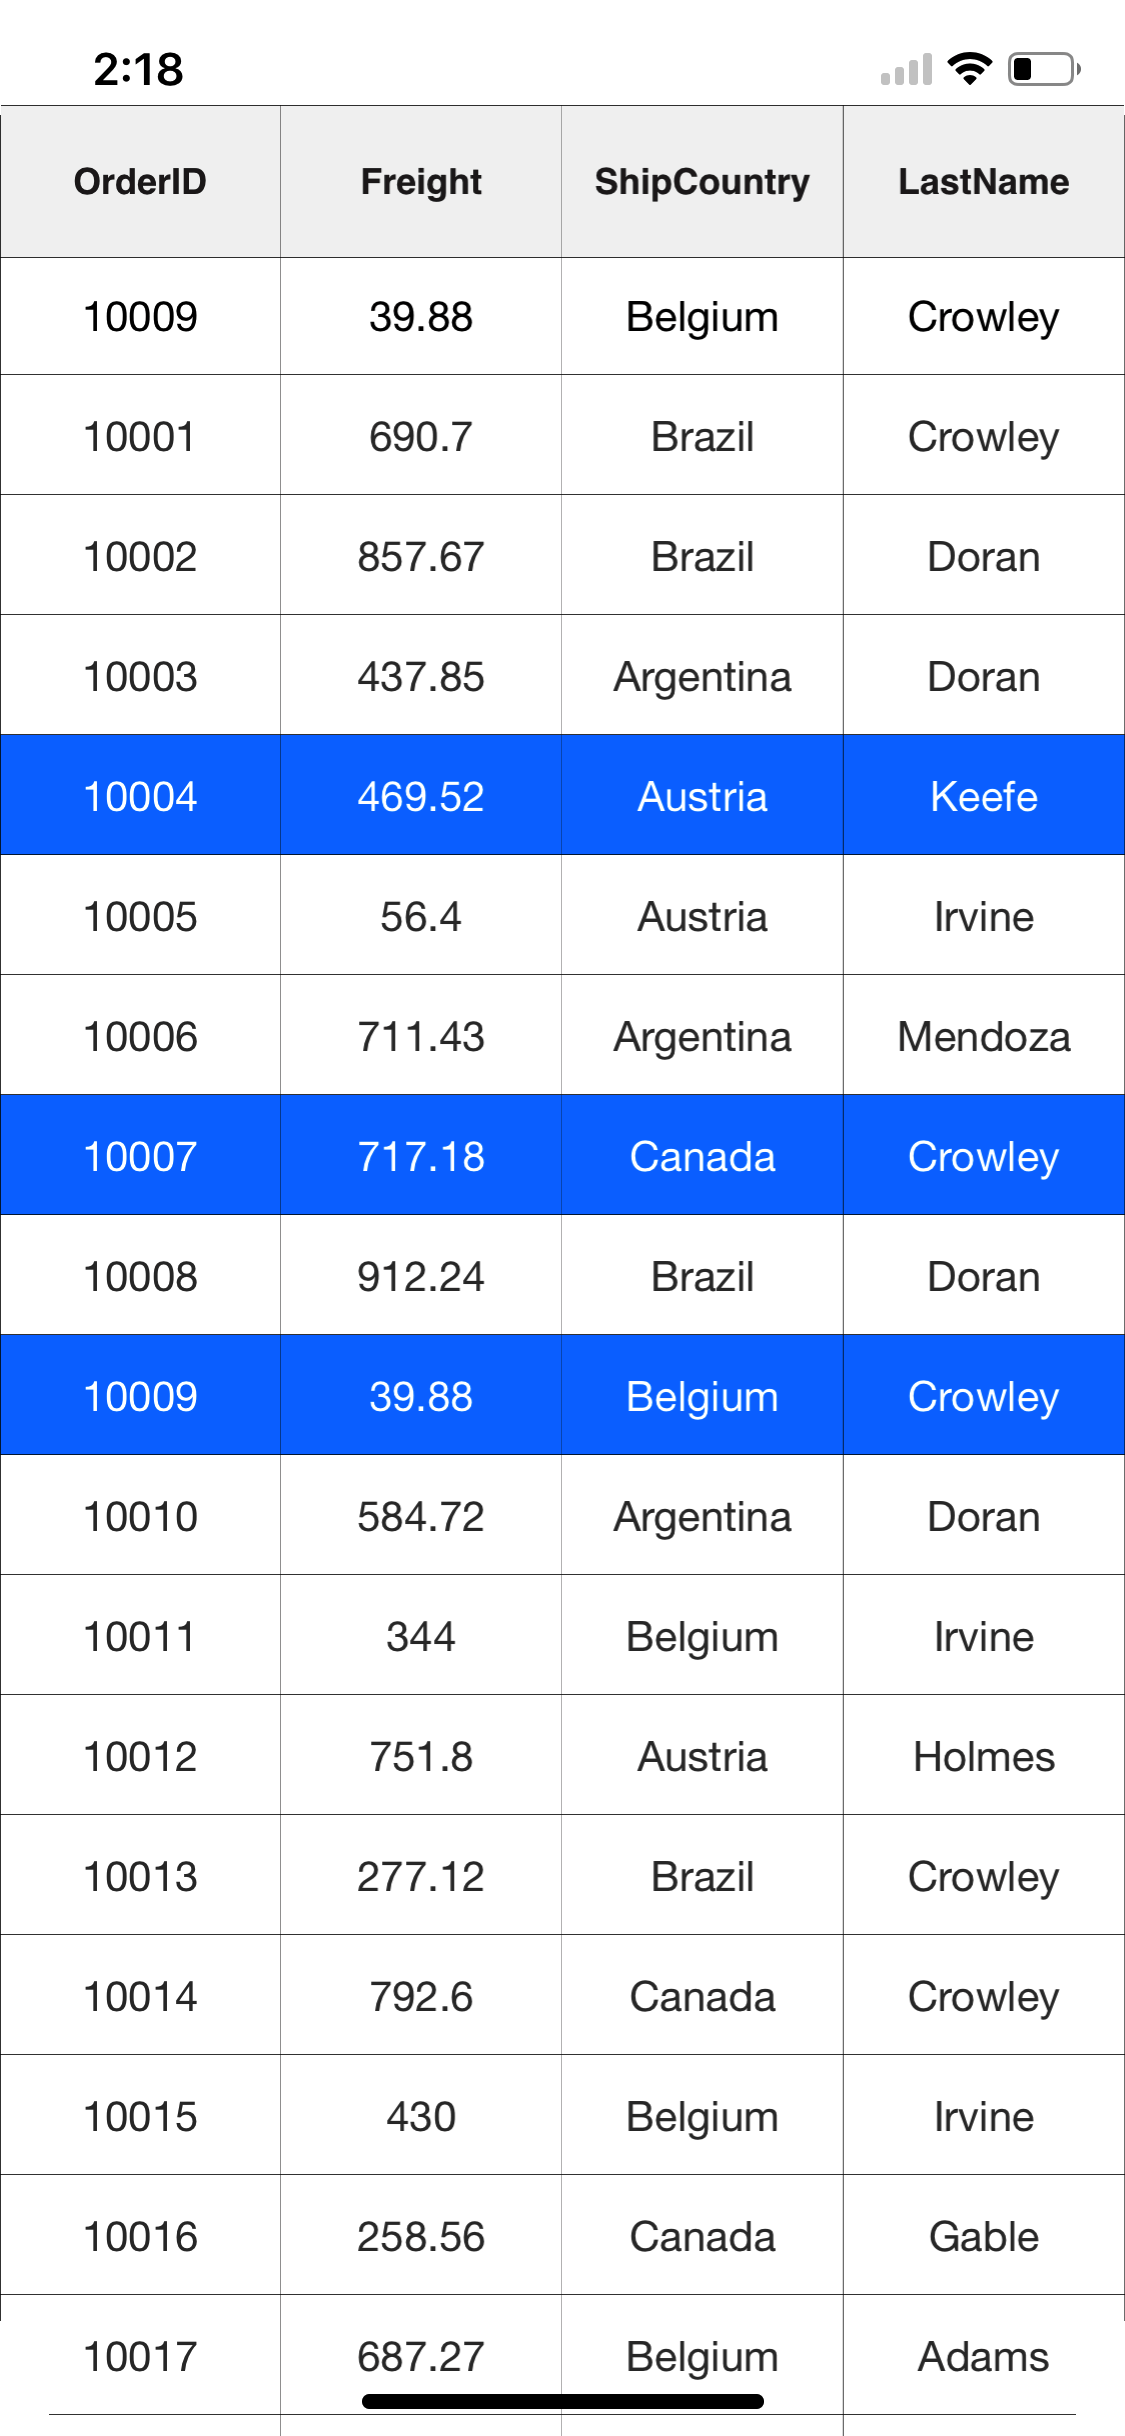 2:18
OrderID Freight ShipCountry LastName
10009 39.88 Belgium Crowley
10001 690.7 Brazil Crowley
10002 857.67 Brazil Doran
10003 437.85 Argentina Doran
10004 469.52 Austria Keefe
10005 56.4 Austria Irvine
10006 711.43 Argentina Mendoza
10007 717.18 Canada Crowley
10008 912.24 Brazil Doran
10009 39.88 Belgium Crowley
10010 584.72 Argentina Doran
10011 344 Belgium Irvine
10012 751.8 Austria Holmes
10013 277.12 Brazil Crowley
10014 792.6 Canada Crowley
10015 430 Belgium Irvine
10016 258.56 Canada Gable
10017 687.27 Belgium Adams